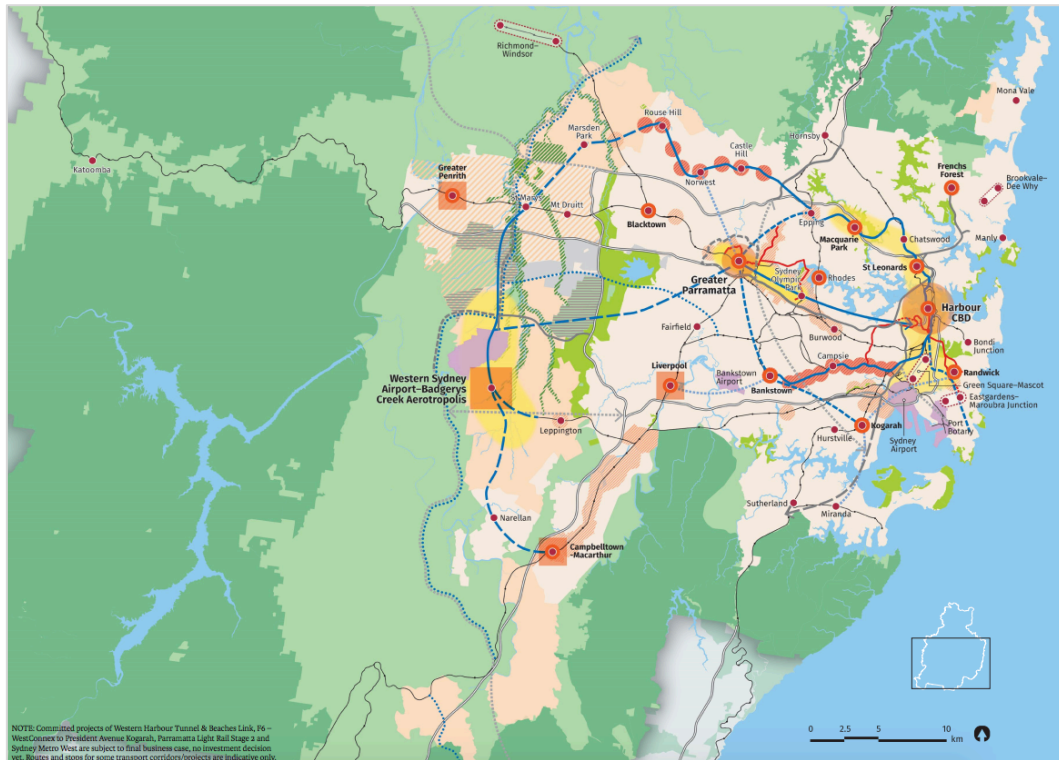 Richmond–
Windsor
Mona Vale
Rouse Hill
Marsden
Park
Hornsby
Castle
Hill
Katoomba
Greater
Penrith
Frenchs
Forest
Norwest
Brookvale–
Dee Why
St Marys
Mt Druitt
Blacktown
Epping
Macquarie
Park
Chatswood
Manly
St Leonards
Greater
Parramatta
Sydney
Olympic
Park
Rhodes
Harbour
CBD
Fairfield
Burwood
Bondi
Junction
Campsie
Liverpool
Bankstown
Airport
Bankstown
Randwick
Western Sydney
Airport–Badgerys
Creek Aerotropolis
Green Square–Mascot
Eastgardens–
Maroubra Junction
Leppington
Kogarah
Hurstville
Sydney
Airport
Port
Botany
Narellan
Sutherland
Miranda
Campbelltown
-Macarthur
NOTE: Committed projects of Western Harbour Tunnel & Beaches Link, F6 –
WestConnex to President Avenue Kogarah, Parramatta Light Rail Stage 2 and
Sydney Metro West are subject to final business case, no investment decision
yet. Routes and stops for some transport corridors/projects are indicative only.
0 2.5 5 10
km